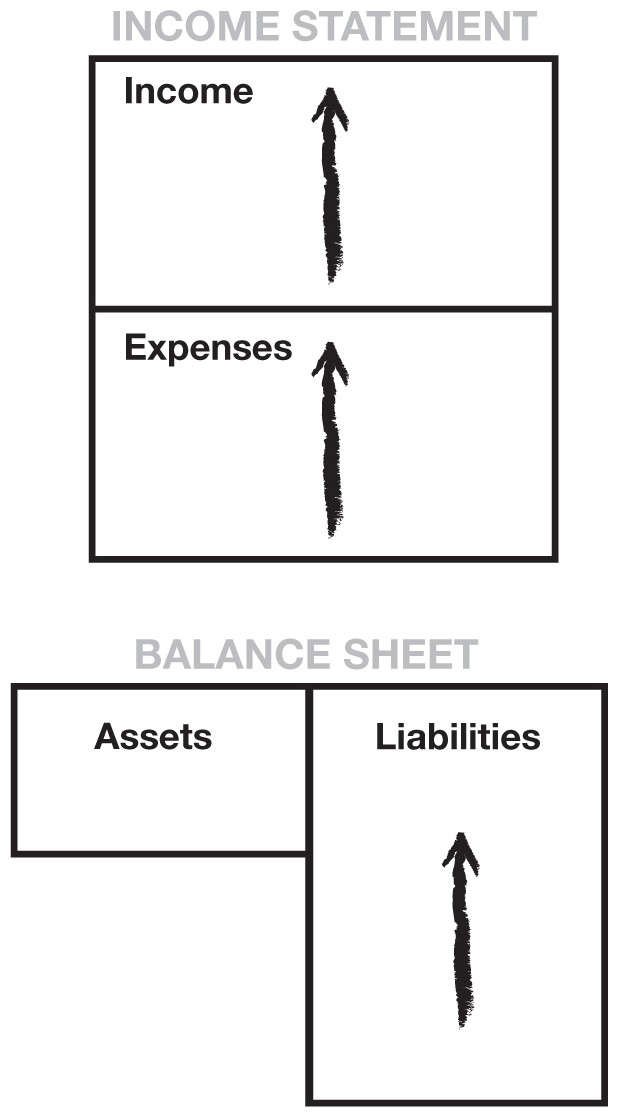 INCOME STATEMENT
Income
Expenses
BALANCE SHEET
Assets
Liabilities